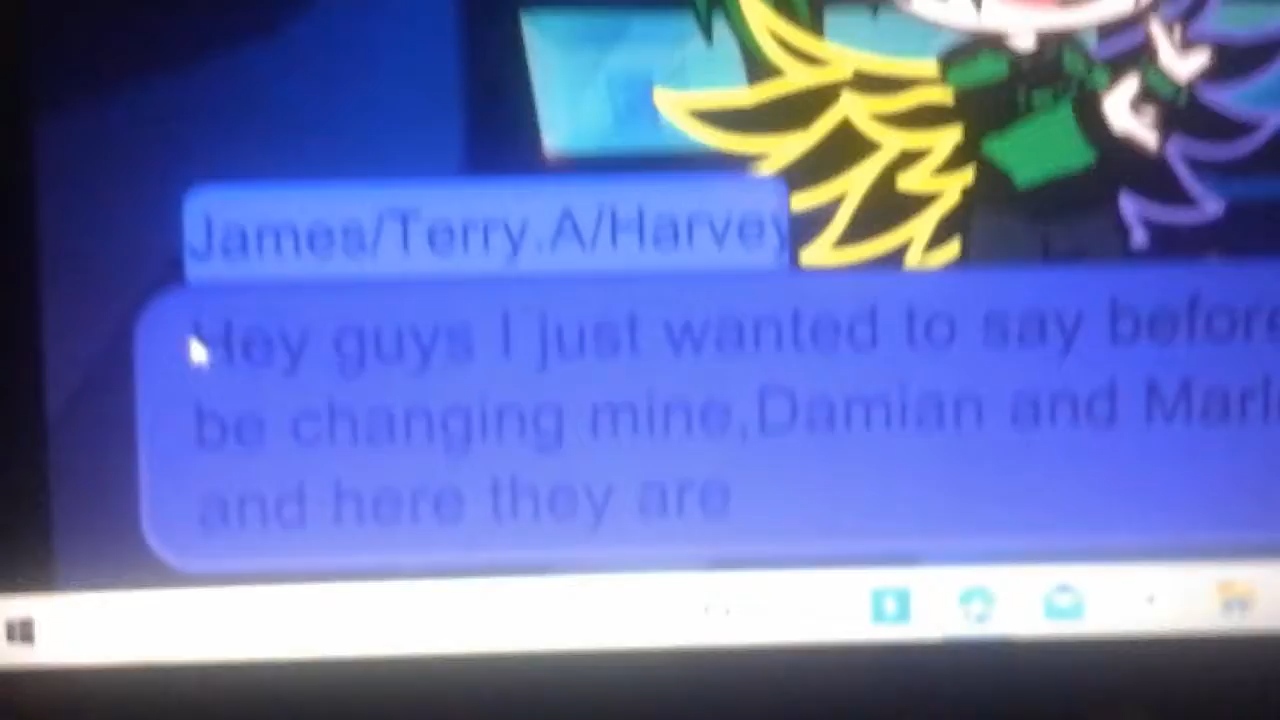 James/Terry.A/Harvey
Hey guys I just wanted to say before
be changing mine,Damian and
and here they are